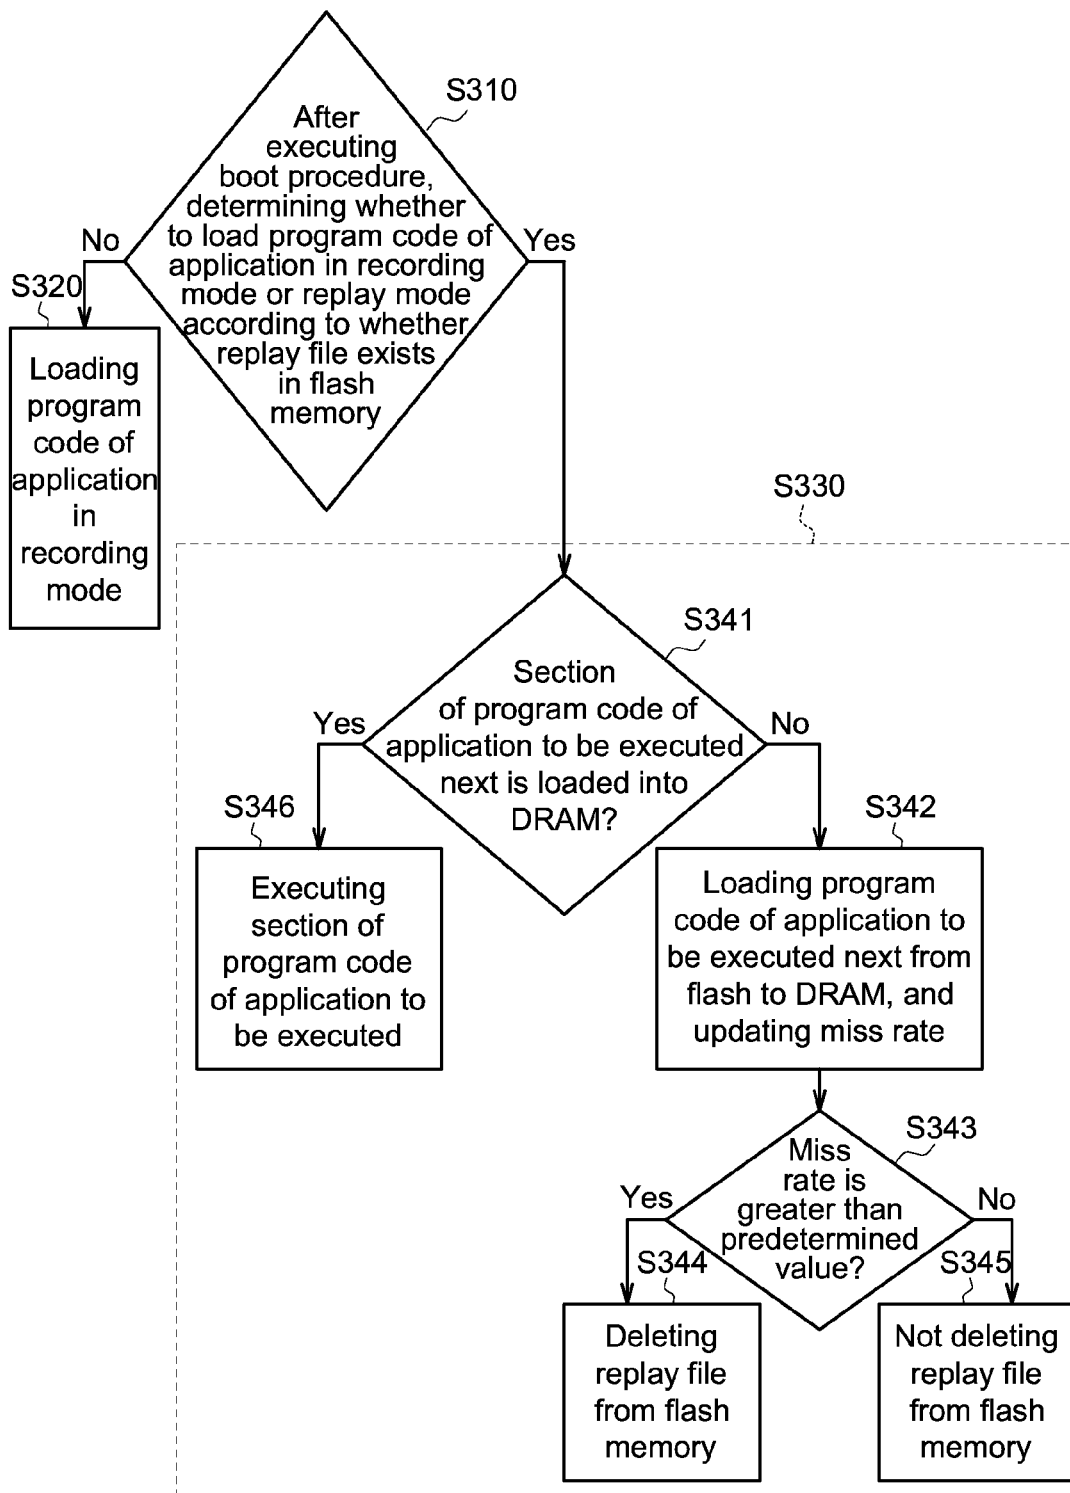 S310
After
executing
boot procedure,
determining whether
to load program code of
application in recording
mode or replay mode
according to whether
replay file exists
in flash
memory
No
Yes
S320
Loading
program
code of
application
in
recording
mode
S330
S341
Section
of program code of
application to be executed
next is loaded into
DRAM?
Yes
No
S346
Executing
section of
program code
of application to
be executed
S342
Loading program
code of application to
be executed next from
flash to DRAM, and
updating miss rate
S343
Miss
rate is
greater than
predetermined
value?
Yes
No
S344
Deleting
replay file
from flash
memory
S345
Not deleting
replay file
from flash
memory